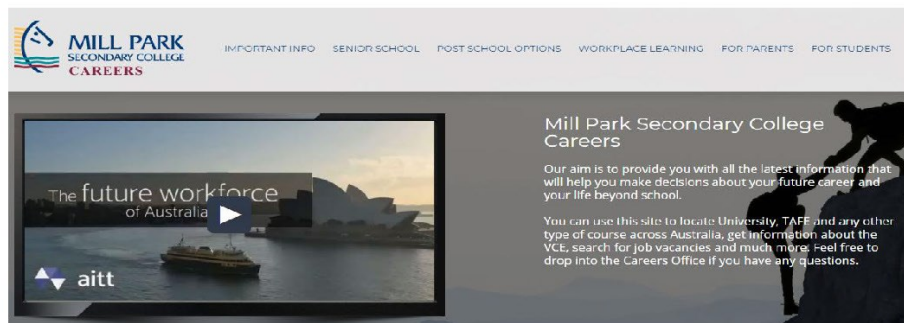 MILL PARK
SECONDARY COLLEGE
CAREERS
IMPORTANT INFO SENIOR SCHOOL POST SCHOOL OPTIONS WORKPLACE LEARNING FOR PARENTS FOR STUDENTS
The future workforce
of Australia
aitt
Mill Park Secondary College
Careers
Our aim is to provide you with all the latest information that
will help you make decisions about your future career and
your life beyond school.
You can use this site to locate University, TAFE and any other
type of course across Australia, get information about the
VCE, search for job vacancies and much more. Feel free to
drop into the Careers Office if you have any questions.